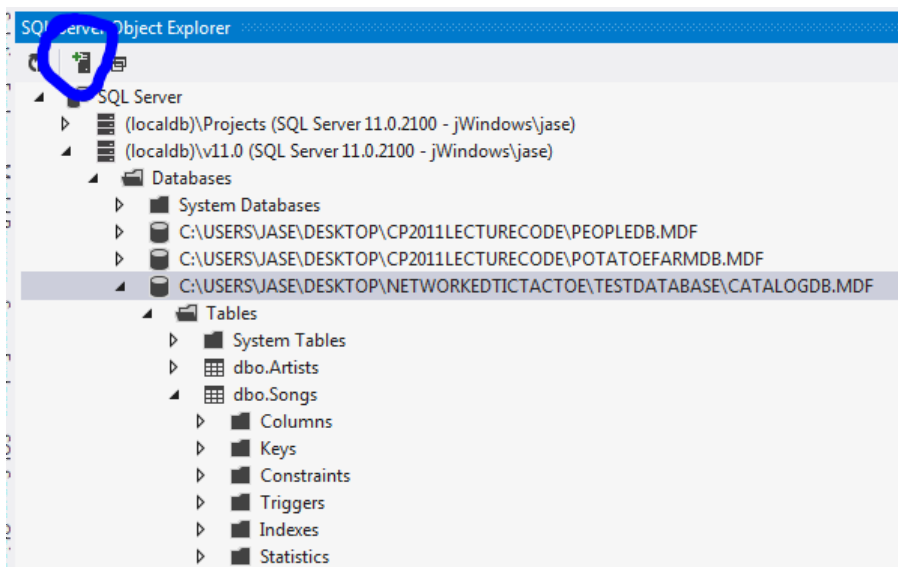 SQL Server Object Explorer
SQL Server
(localdb)\Projects (SQL Server 11.0.2100 - jWindows\jase)
(localdb)\v11.0 (SQL Server 11.0.2100 - jWindows\jase)
Databases
System Databases
C:\USERS\JASE\DESKTOP\CP2011LECTURECODE\PEOPLEDB.MDF
C:\USERS\JASE\DESKTOP\CP2011LECTURECODE\POTATOEFARMDB.MDF
C:\USERS\JASE\DESKTOP\NETWORKEDTICTACTOE\TESTDATABASE\CATALOGDB.MDF
Tables
System Tables
dbo.Artists
dbo.Songs
Columns
Keys
Constraints
Triggers
Indexes
Statistics